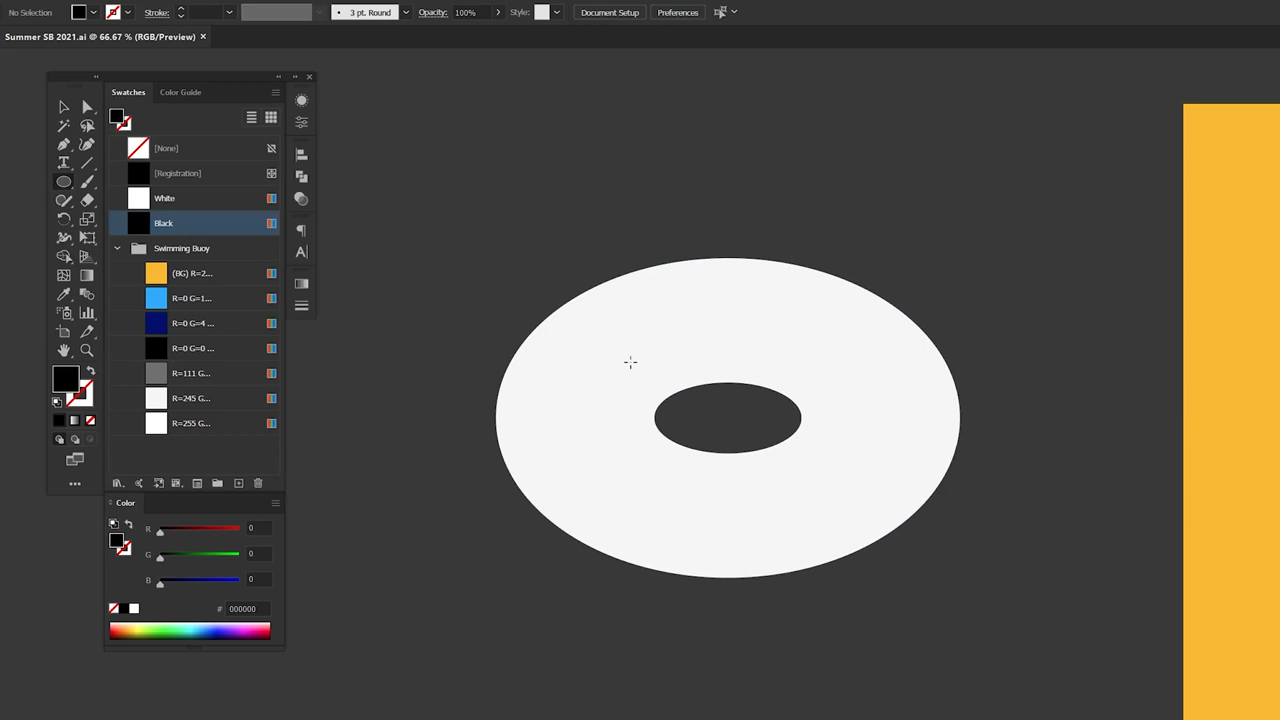 No Selection Stroke: 3 pt. Round Opacity: 100% Style: Document Setup Preferences
Summer SB 2021.ai @ 66.67 % (RGB/Preview) ×
Swatches Color Guide
[None]
[Registration]
White
Black
Swimming Buoy
(BG) R=2...
R=0 G=1...
R=0 G=4 ...
R=0 G=0 ...
R=111 G...
R=245 G...
R=255 G...
Color
R 0
G 0
B 0
# 000000